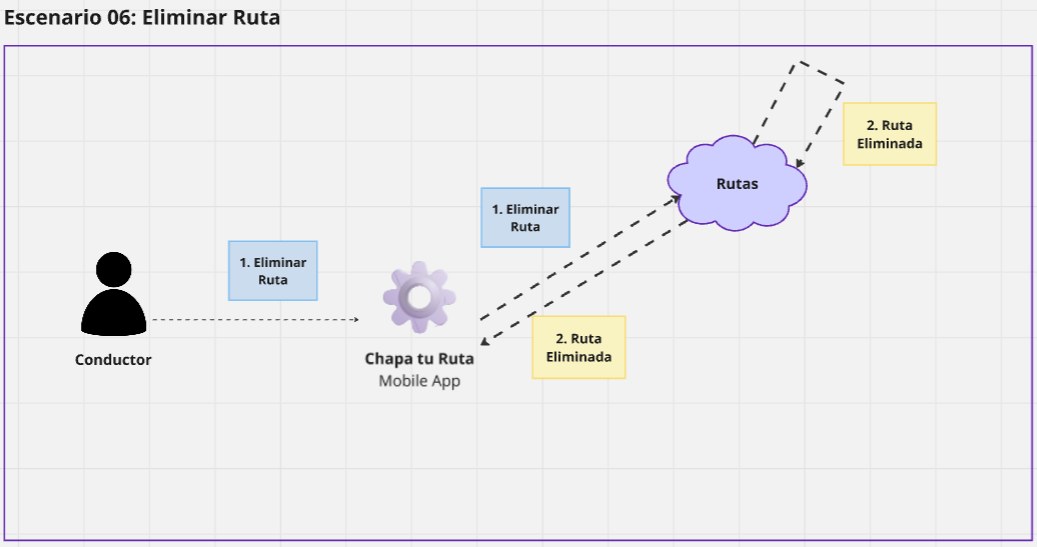 Escenario 06: Eliminar Ruta
2. Ruta
Eliminada
Rutas
1. Eliminar
Ruta
1. Eliminar
Ruta
2. Ruta
Eliminada
Conductor
Chapa tu Ruta
Mobile App